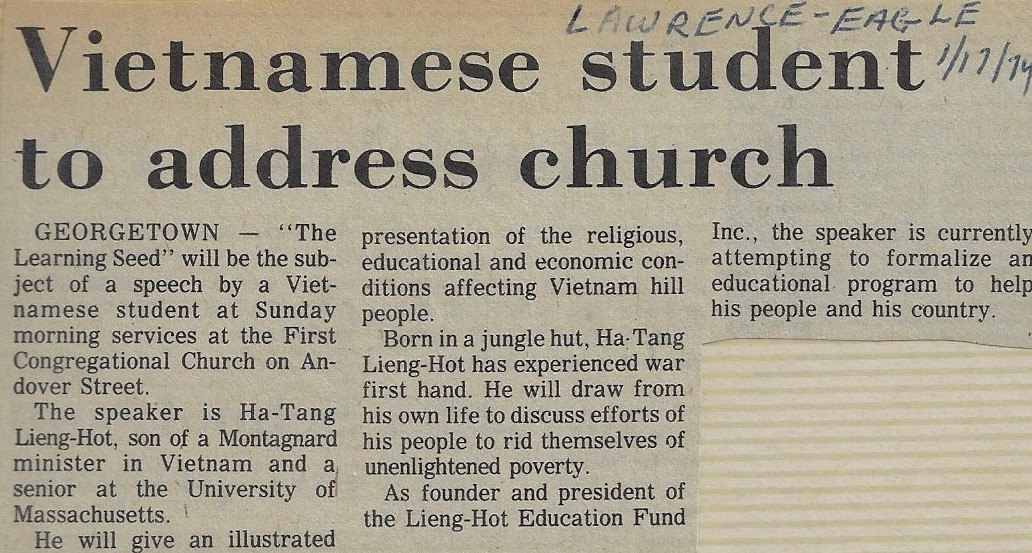 LAWRENCE-EAGLE
1/17/74
Vietnamese student
to address church
GEORGETOWN — "The
Learning Seed" will be the sub-
ject of a speech by a Viet-
namese student at Sunday
morning services at the First
Congregational Church on An-
dover Street.
The speaker is Ha-Tang
Lieng-Hot, son of a Montagnard
minister in Vietnam and a
senior at the University of
Massachusetts.
He will give an illustrated
presentation of the religious,
educational and economic con-
ditions affecting Vietnam hill
people.
Born in a jungle hut, Ha-Tang
Lieng-Hot has experienced war
first hand. He will draw from
his own life to discuss efforts of
his people to rid themselves of
unenlightened poverty.
As founder and president of
the Lieng-Hot Education Fund
Inc., the speaker is currently
attempting to formalize an
educational program to help
his people and his country.